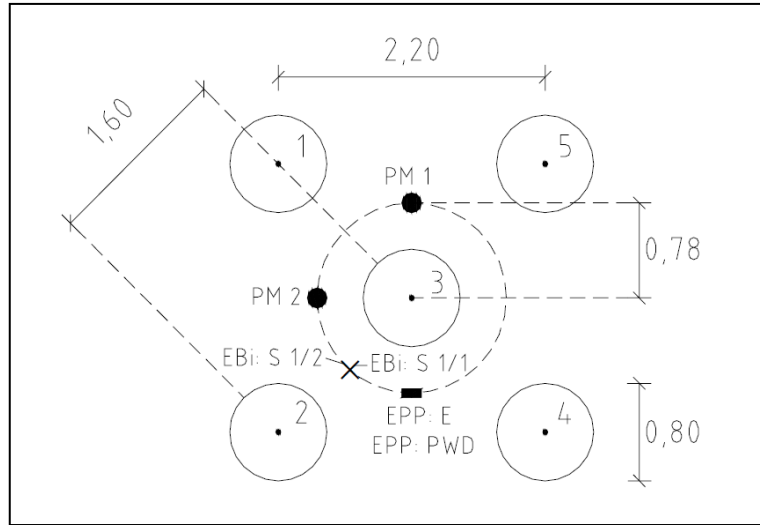 2,20
1,60
1
5
PM 1
0,78
3
PM 2
EBi: S 1/2
EBi: S 1/1
2
EPP: E
EPP: PWD
4
0,80